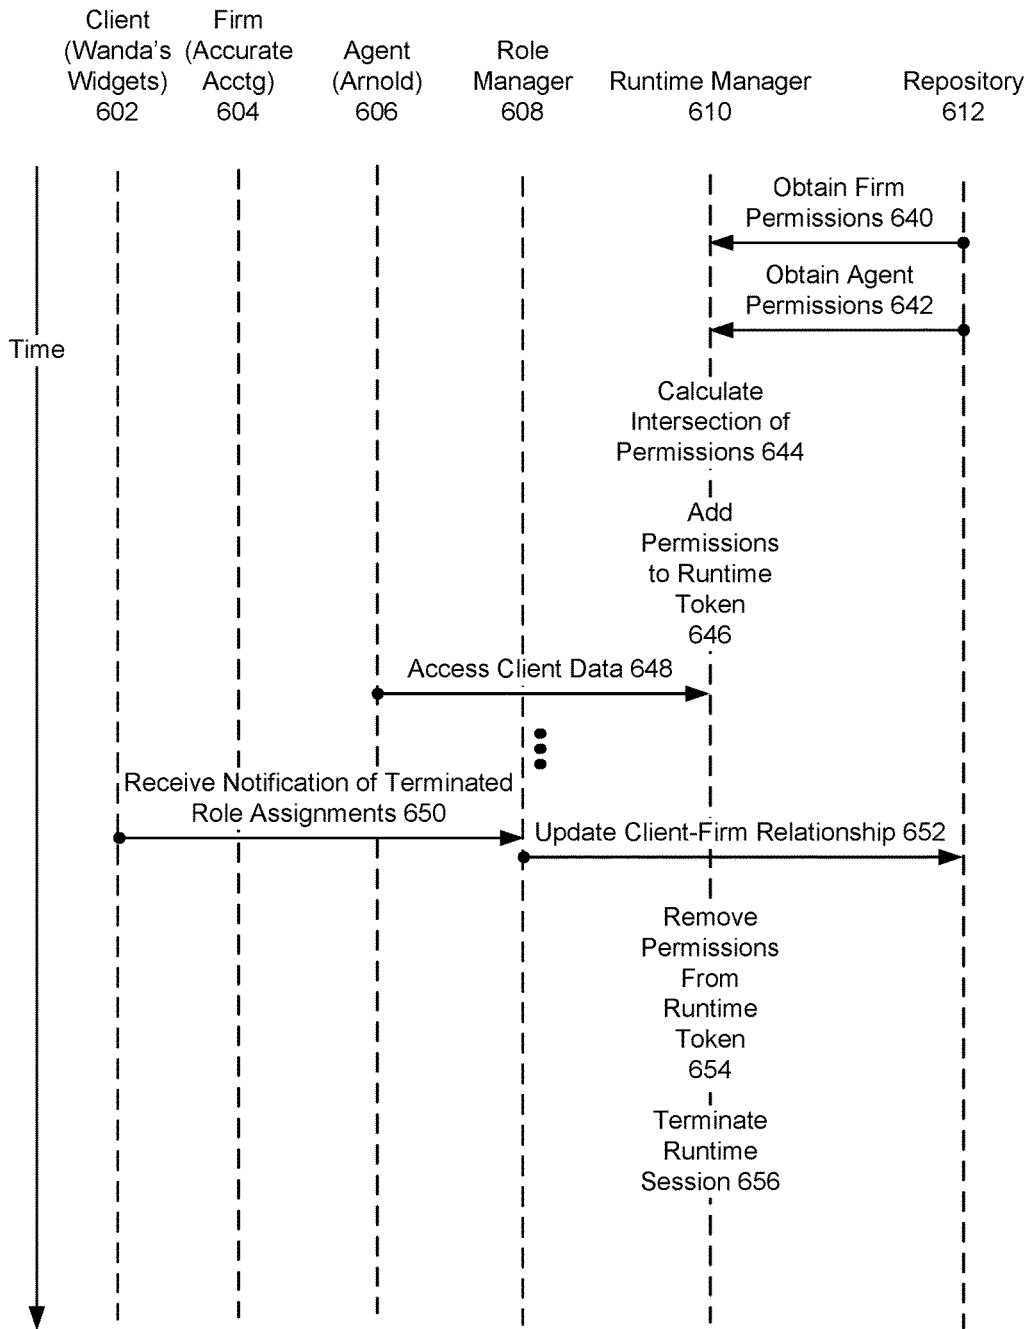 Client
(Wanda's
Widgets)
602
Firm
(Accurate
Acctg)
604
Agent
(Arnold)
606
Role
Manager
608
Runtime Manager
610
Repository
612
Time
Obtain Firm
Permissions 640
Obtain Agent
Permissions 642
Calculate
Intersection of
Permissions 644
Add
Permissions
to Runtime
Token
646
Access Client Data 648
Receive Notification of Terminated
Role Assignments 650
Update Client-Firm Relationship 652
Remove
Permissions
From
Runtime
Token
654
Terminate
Runtime
Session 656